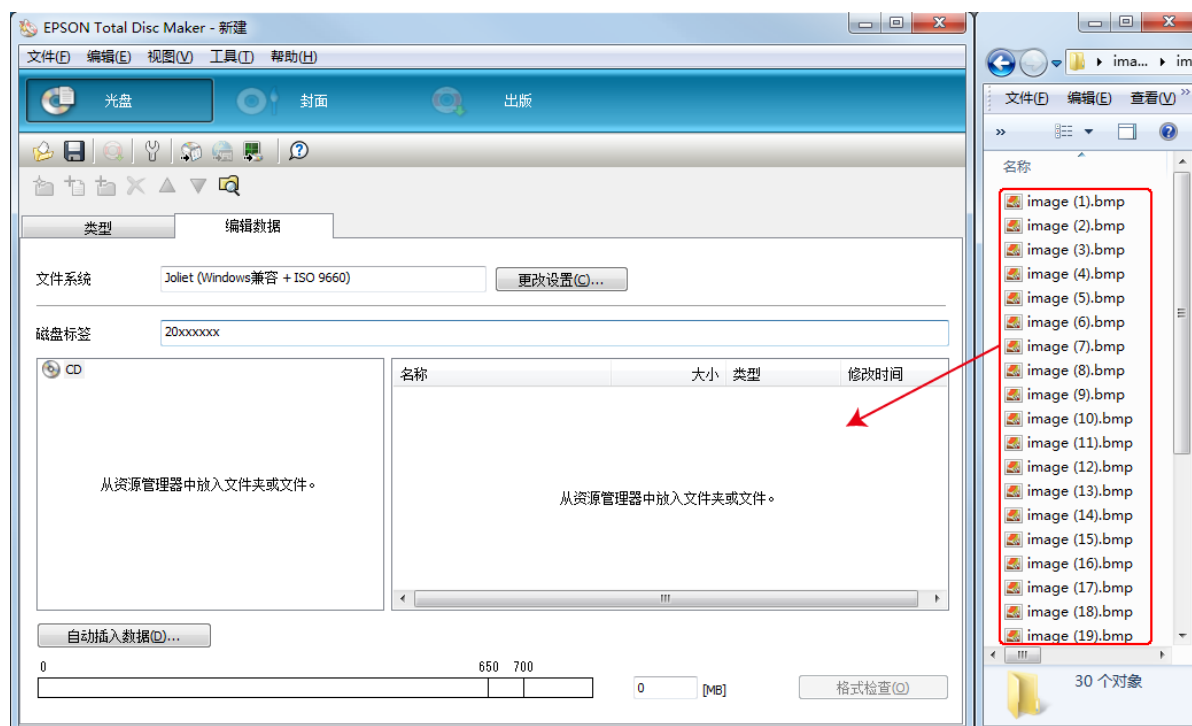 EPSON Total Disc Maker - 新建
文件(F) 编辑(E) 视图(V) 工具(T) 帮助(H)
光盘 封面 出版
类型 编辑数据
文件系统 Joliet (Windows兼容 + ISO 9660) 更改设置(C)...
磁盘标签 20xxxxxx
CD
从资源管理器中放入文件夹或文件。
名称 大小 类型 修改时间
从资源管理器中放入文件夹或文件。
自动插入数据(D)...
0 650 700
0 [MB] 格式检查(O)
ima... im
文件(F) 编辑(E) 查看(V) »
»
名称
image (1).bmp
image (2).bmp
image (3).bmp
image (4).bmp
image (5).bmp
image (6).bmp
image (7).bmp
image (8).bmp
image (9).bmp
image (10).bmp
image (11).bmp
image (12).bmp
image (13).bmp
image (14).bmp
image (15).bmp
image (16).bmp
image (17).bmp
image (18).bmp
image (19).bmp
30 个对象